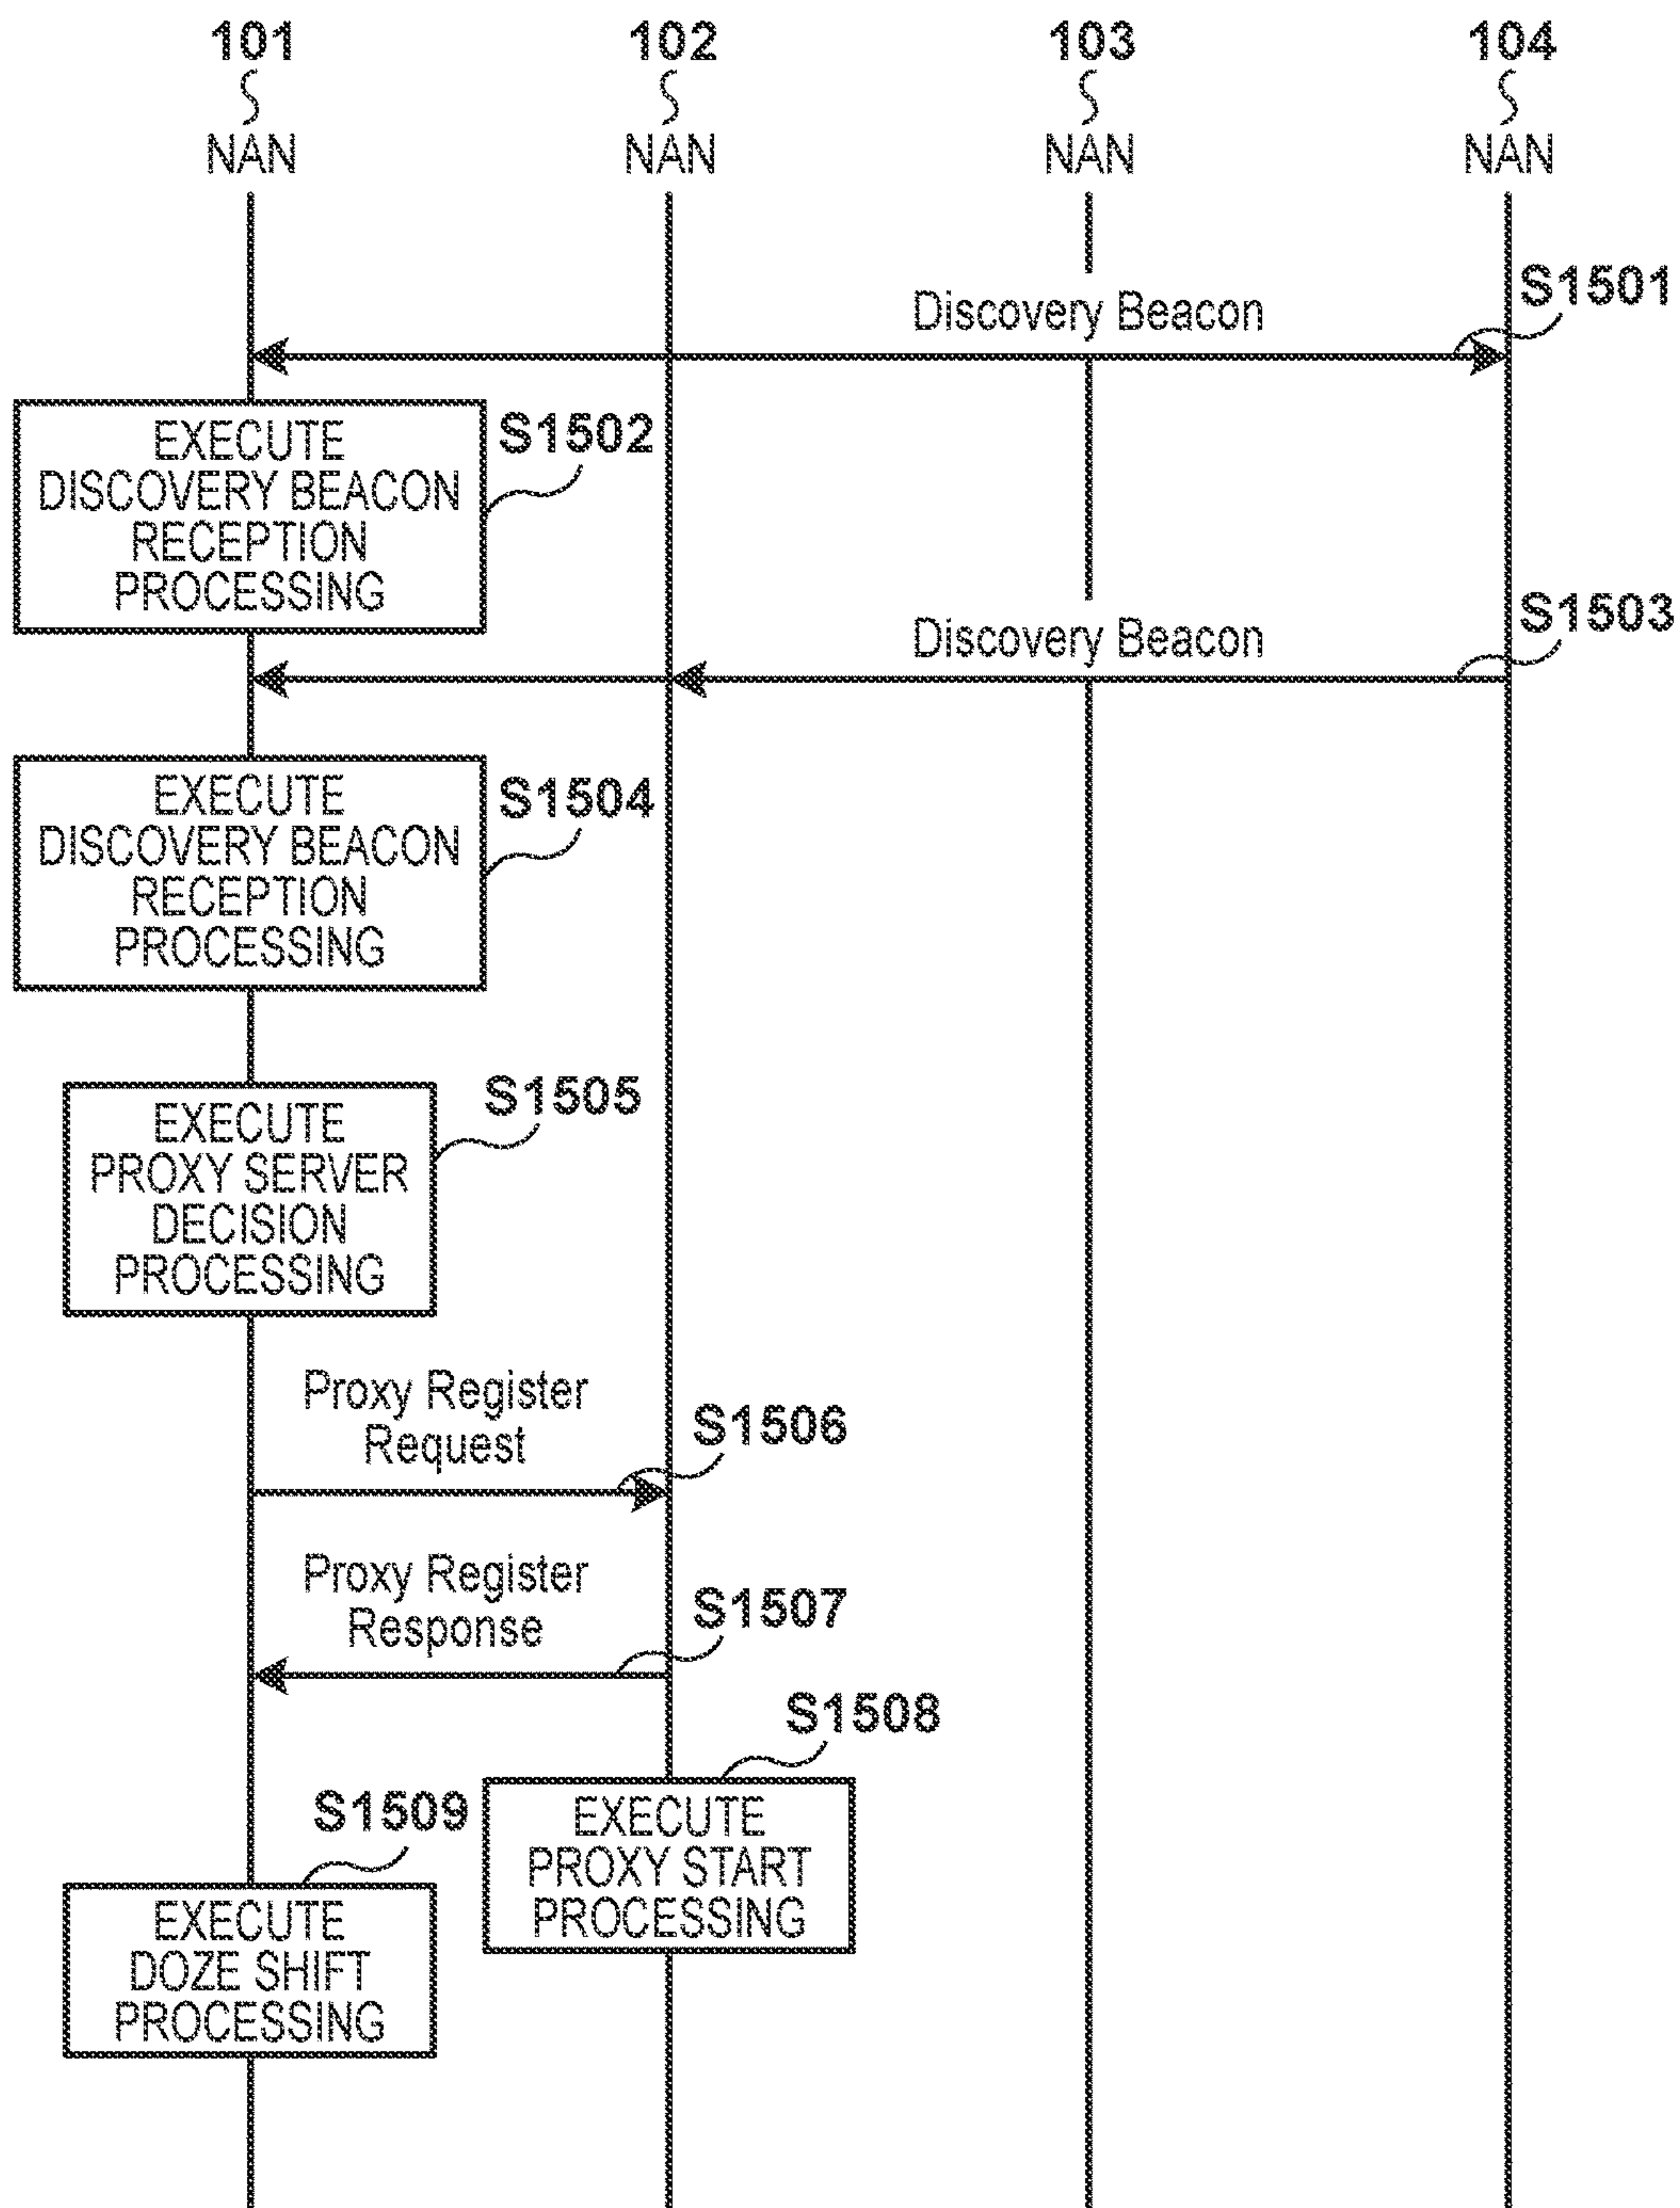 101
102
103
104
NAN
NAN
NAN
NAN
S1501
Discovery Beacon
EXECUTE
DISCOVERY BEACON
RECEPTION
PROCESSING
S1502
S1503
Discovery Beacon
EXECUTE
DISCOVERY BEACON
RECEPTION
PROCESSING
S1504
EXECUTE
PROXY SERVER
DECISION
PROCESSING
S1505
Proxy Register
Request
S1506
Proxy Register
Response
S1507
S1508
EXECUTE
PROXY START
PROCESSING
S1509
EXECUTE
DOZE SHIFT
PROCESSING